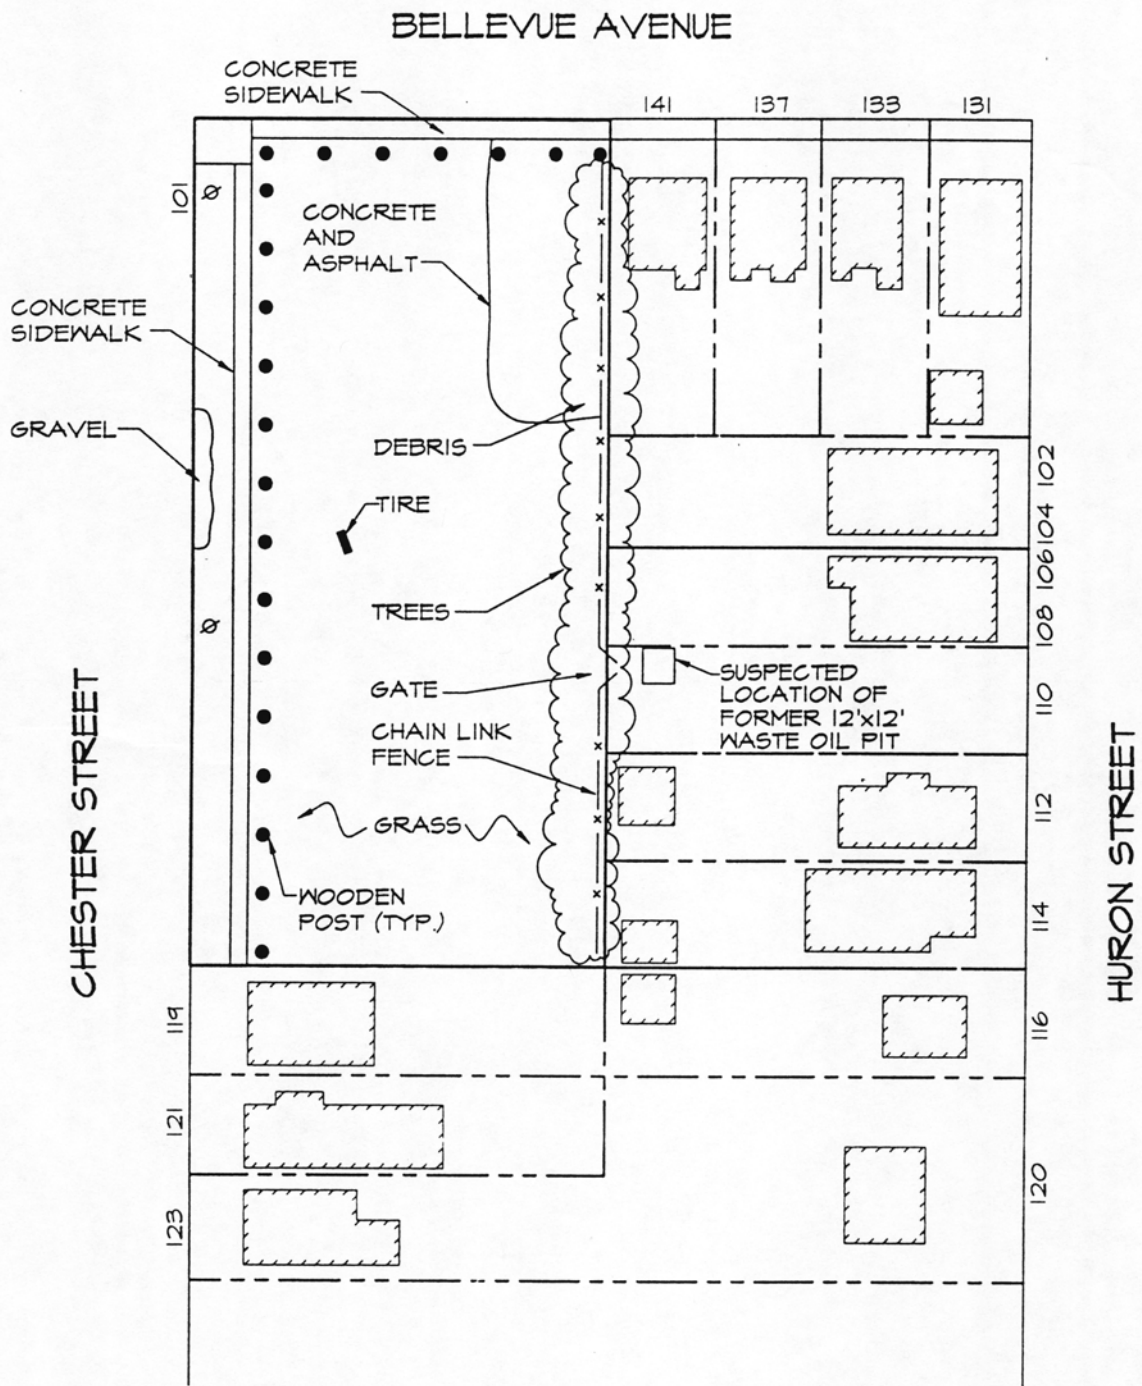 BELLEVUE AVENUE
CONCRETE
SIDEWALK
141
137
133
131
101
CONCRETE
AND
ASPHALT
CONCRETE
SIDEWALK
GRAVEL
DEBRIS
TIRE
TREES
GATE
CHAIN LINK
FENCE
GRASS
WOODEN
POST (TYP.)
SUSPECTED
LOCATION OF
FORMER 12'x12'
WASTE OIL PIT
102
104
106
108
110
112
114
116
120
119
121
123
CHESTER STREET
HURON STREET